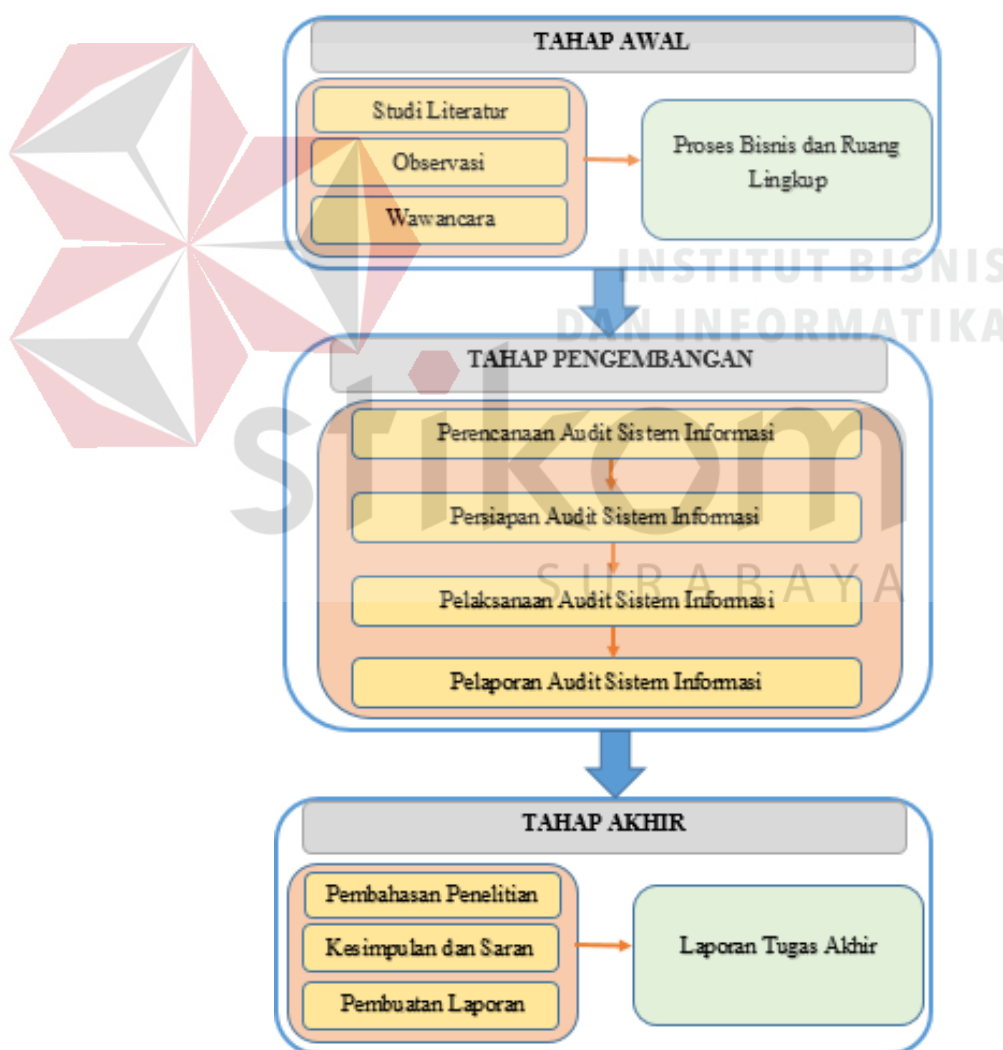 TAHAP AWAL
Studi Literatur
Observasi
Wawancara
Proses Bisnis dan Ruang
Lingkup
INSTITUT BISNIS
DAN INFORMATIKA
TAHAP PENGEMBANGAN
stikom
SURABAYA
Perencanaan Audit Sistem Informasi
Persiapan Audit Sistem Informasi
Pelaksanaan Audit Sistem Informasi
Pelaporan Audit Sistem Informasi
TAHAP AKHIR
Pembahasan Penelitian
Kesimpulan dan Saran
Pembuatan Laporan
Laporan Tugas Akhir